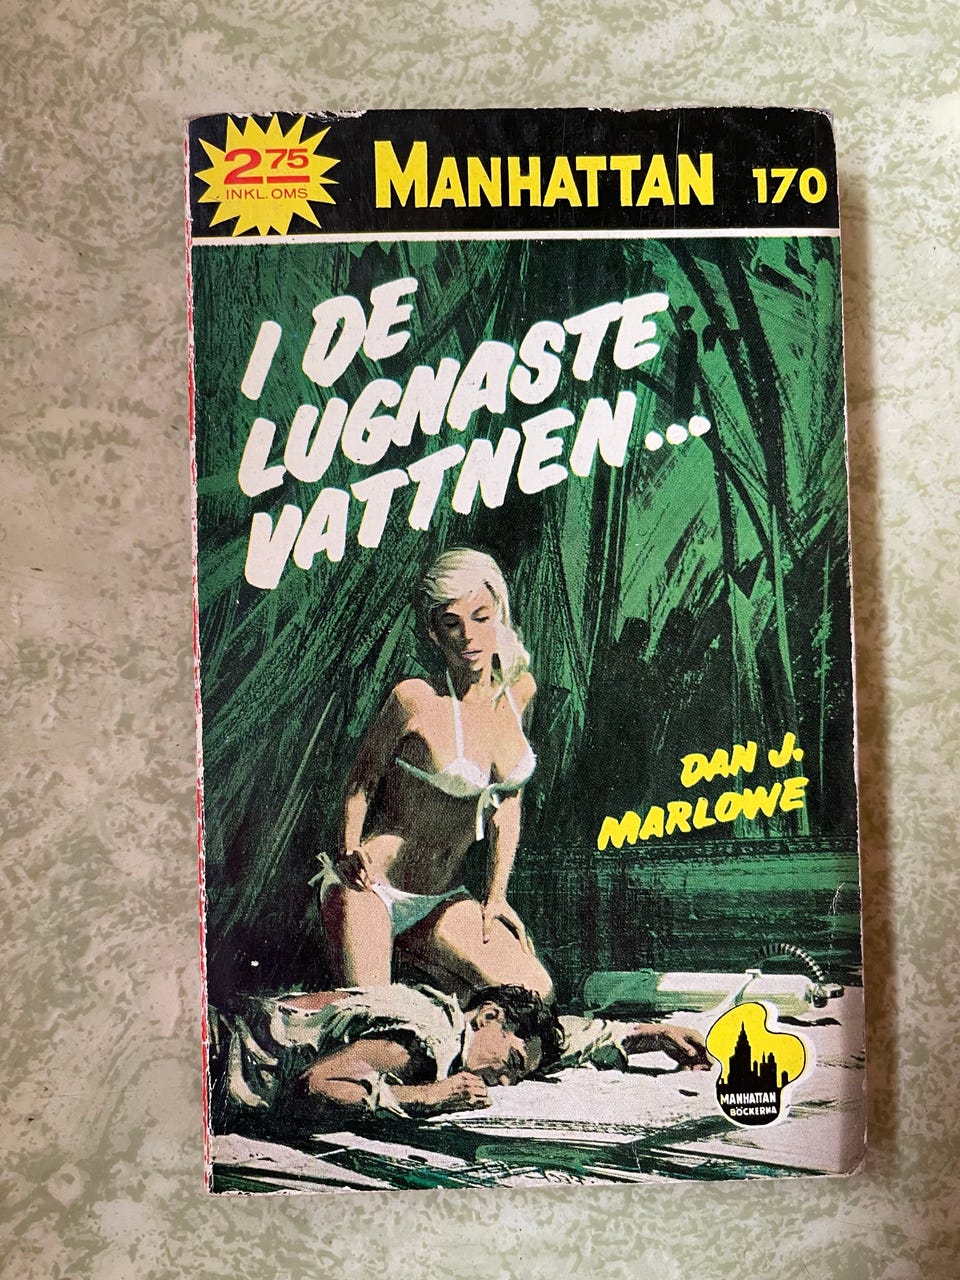 2 75
INKL. OMS
MANHATTAN 170
I DE
LUGNASTE
VATTNEN...
DAN J.
MARLOWE
MANHATTAN
BÖCKERNA